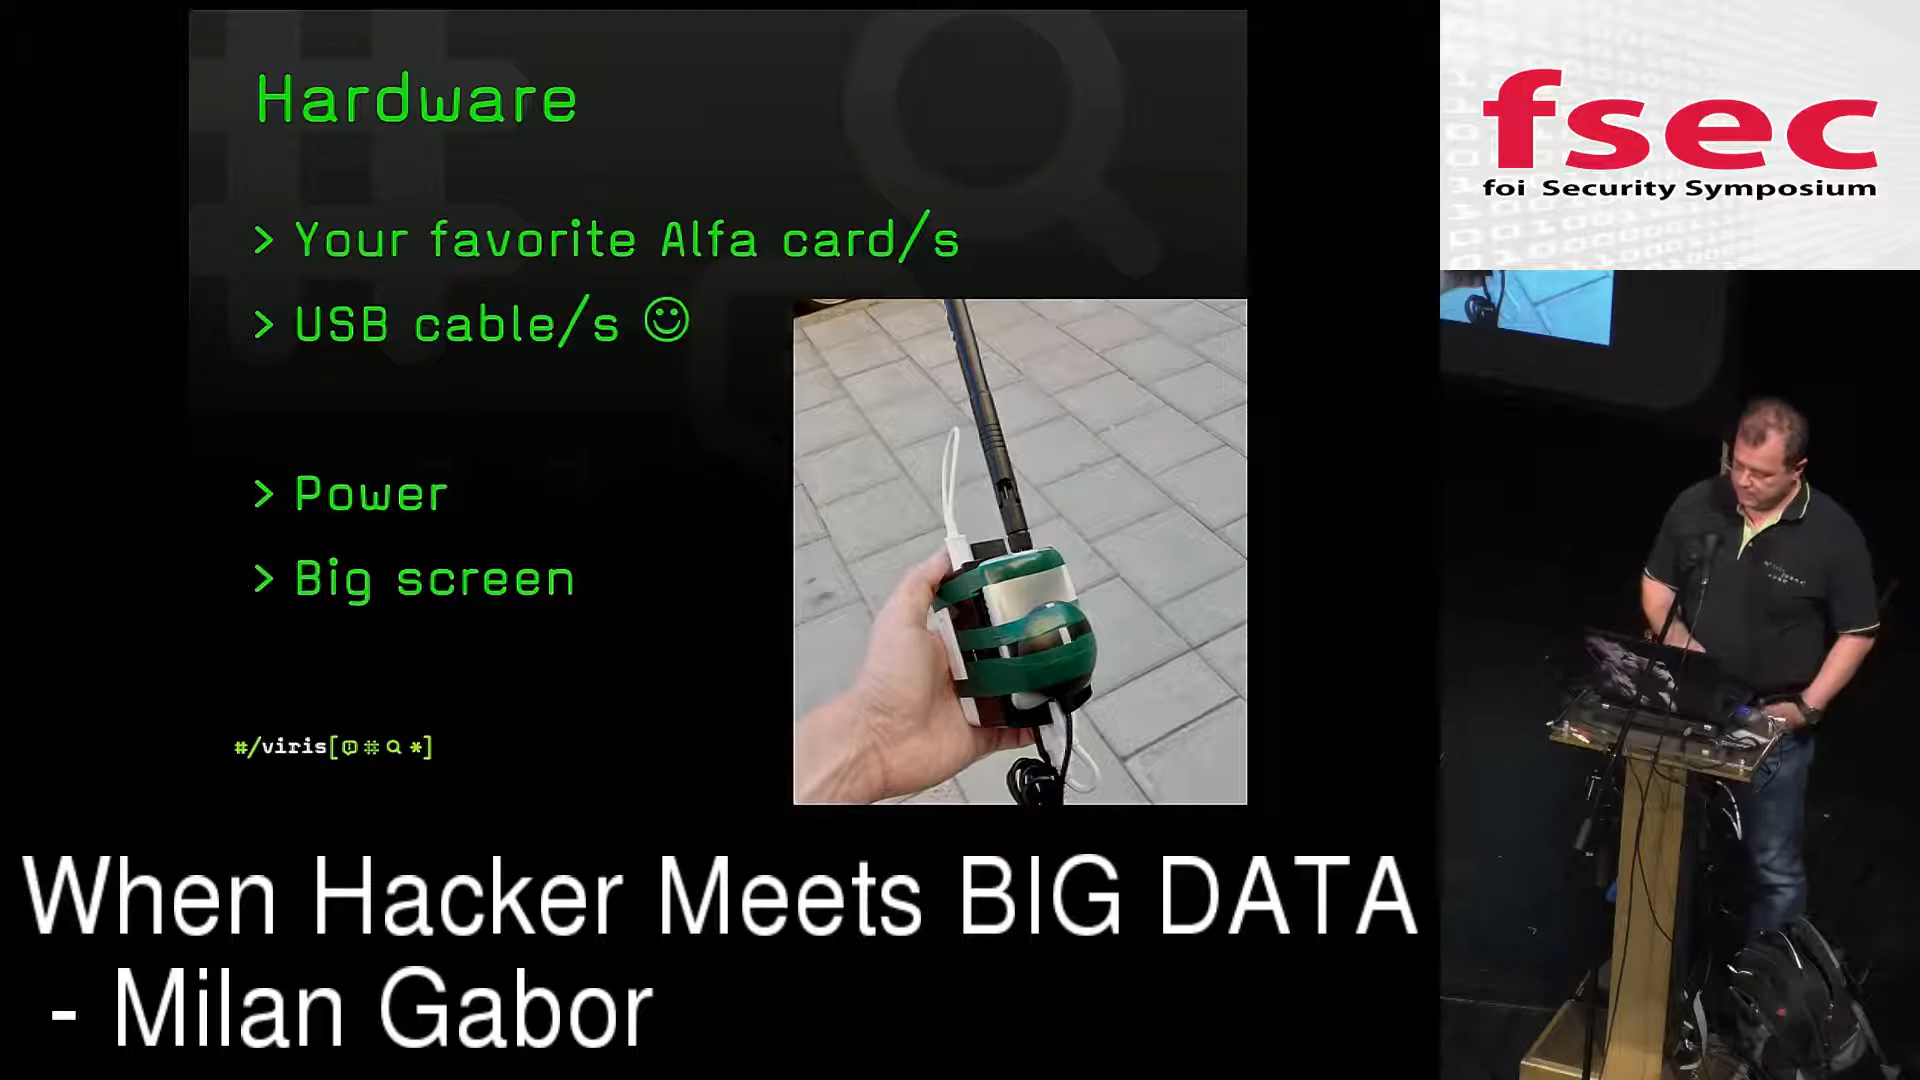 Hardware
> Your favorite Alfa card/s
> USB cable/s ☺
> Power
> Big screen
#/viris[ # *]
When Hacker Meets BIG DATA
- Milan Gabor
fsec
foi Security Symposium